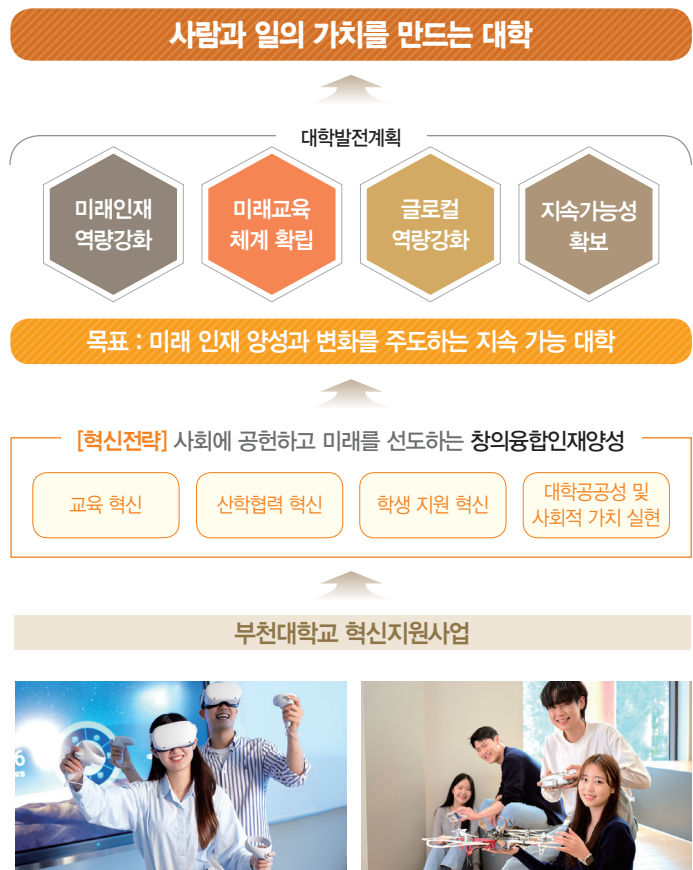 사람과 일의 가치를 만드는 대학
대학발전계획
미래인재
역량강화
미래교육
체계 확립
글로컬
역량강화
지속가능성
확보
목표 : 미래 인재 양성과 변화를 주도하는 지속 가능 대학
[혁신전략] 사회에 공헌하고 미래를 선도하는 창의융합인재양성
교육 혁신
산학협력 혁신
학생 지원 혁신
대학공공성 및
사회적 가치 실현
부천대학교 혁신지원사업